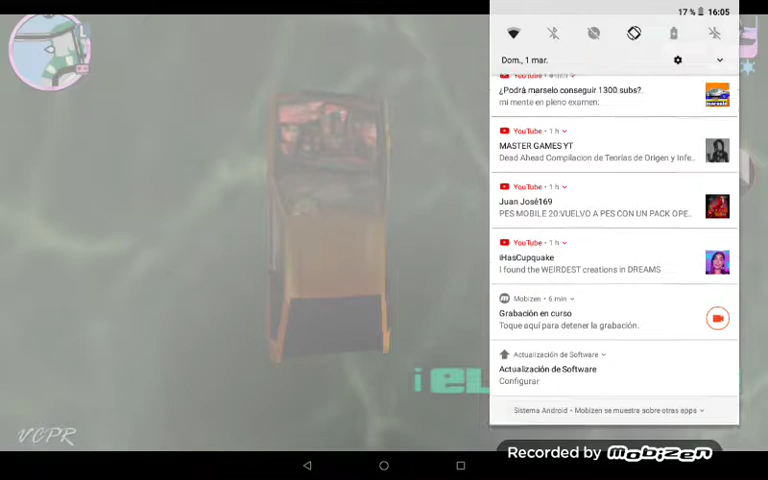 17 % 16:05
Dom., 1 mar.
YouTube
¿Podrá marselo conseguir 1300 subs?.
mi mente en pleno examen:
YouTube • 1 h
MASTER GAMES YT
Dead Ahead Compilacion de Teorías de Origen y Infe..
YouTube • 1 h
Juan José169
PES MOBILE 20:VUELVO A PES CON UN PACK OPE..
YouTube • 1 h
iHasCupquake
I found the WEIRDEST creations in DREAMS
m Mobizen • 6 min
Grabación en curso
Toque aquí para detener la grabación.
Actualización de Software
Actualización de Software
Configurar
Sistema Android • Mobizen se muestra sobre otras apps
VCPR
Recorded by Mobizen